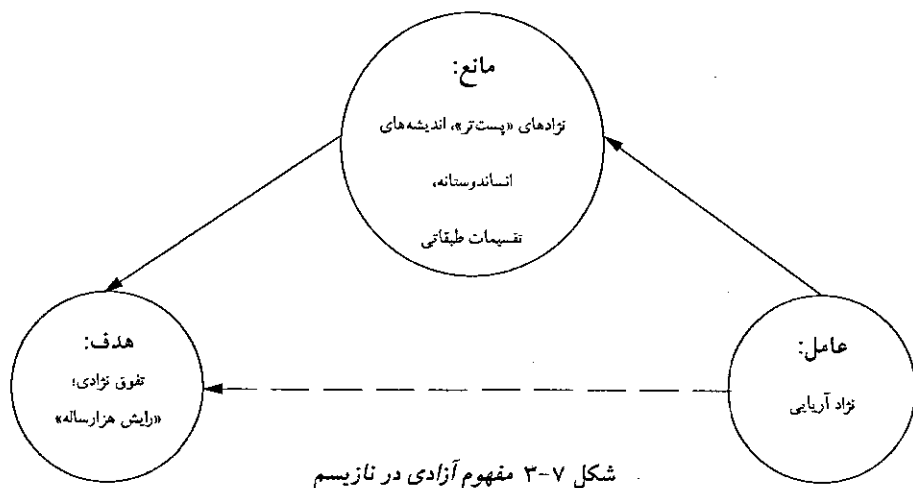 مانع:
نژادهای «پست‌تر»، اندیشه‌های
انساندوستانه،
تقسیمات طبقاتی
عامل:
نژاد آریایی
هدف:
تفوق نژادی؛
«رایش هزارساله»
شکل ۷-۳ مفهوم آزادی در نازیسم